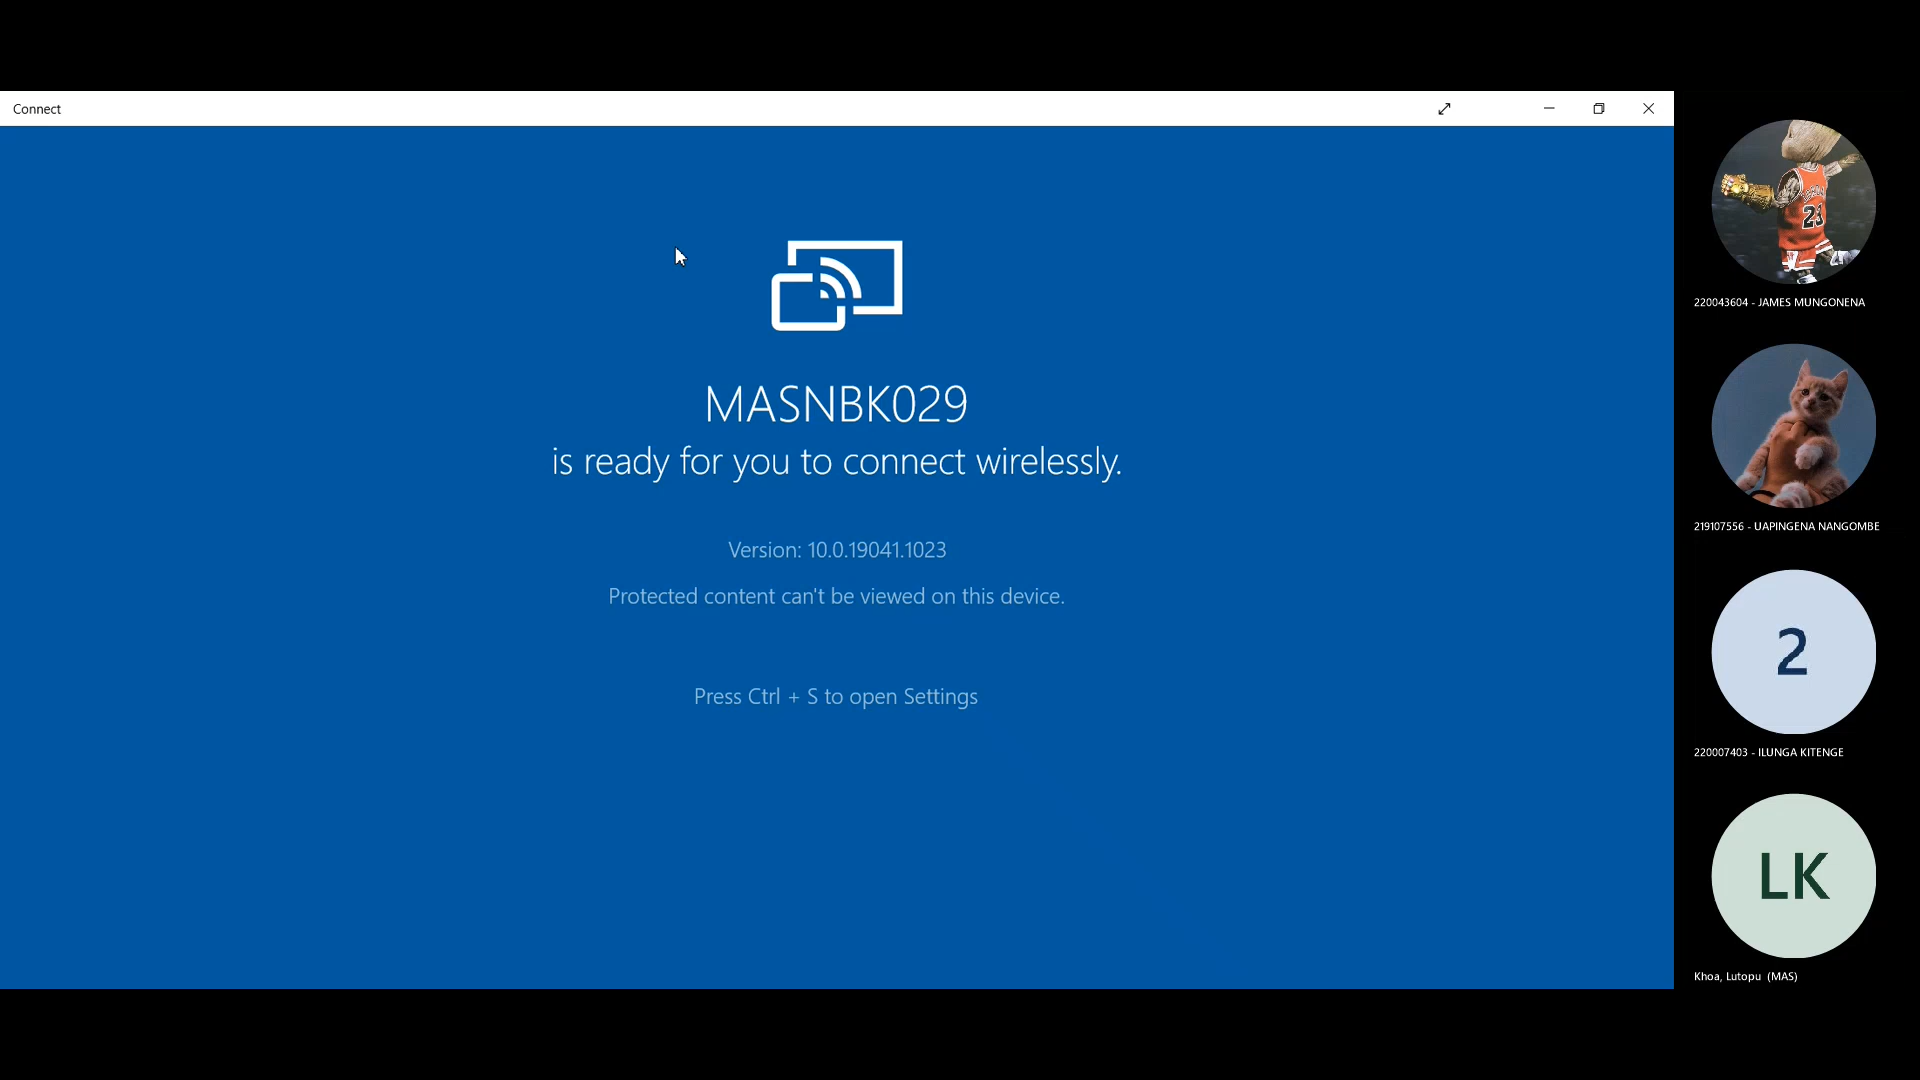 Connect
MASNBK029
is ready for you to connect wirelessly.
Version: 10.0.19041.1023
Protected content can't be viewed on this device.
Press Ctrl + S to open Settings
23
220043604 - JAMES MUNGONENA
219107556 - UAPINGENA NANGOMBE
2
220007403 - ILUNGA KITENGE
LK
Khoa, Lutopu (MAS)